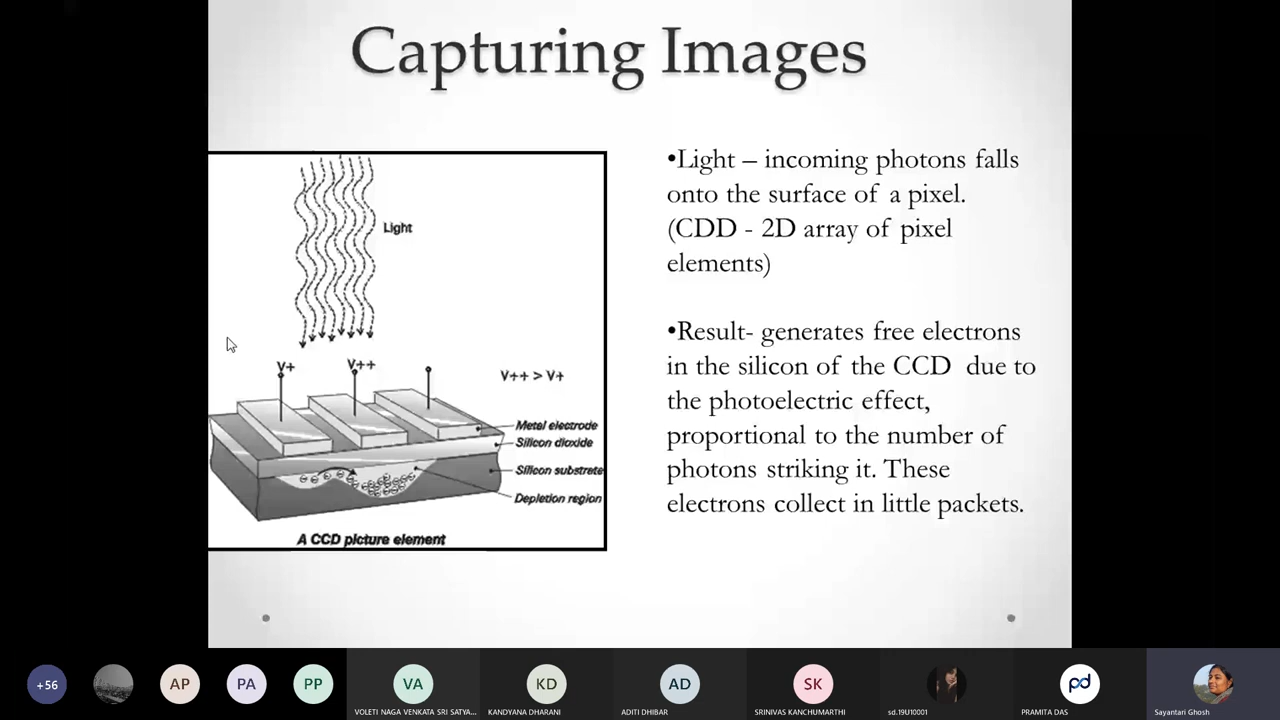 Capturing Images
•Light – incoming photons falls
onto the surface of a pixel.
(CDD - 2D array of pixel
elements)
•Result- generates free electrons
in the silicon of the CCD due to
the photoelectric effect,
proportional to the number of
photons striking it. These
electrons collect in little packets.
Light
V+
V++
V++ > V+
Metal electrode
Silicon dioxide
Silicon substrate
Depletion region
A CCD picture element
+56
AP
PA
PP
VA
KD
AD
SK
pd
VOLETI NAGA VENKATA SRI SATYA...
KANDYANA DHARANI
ADITI DHIBAR
SRINIVAS KANCHUMARTHI
sd.19U10001
PRAMITA DAS
Sayantari Ghosh